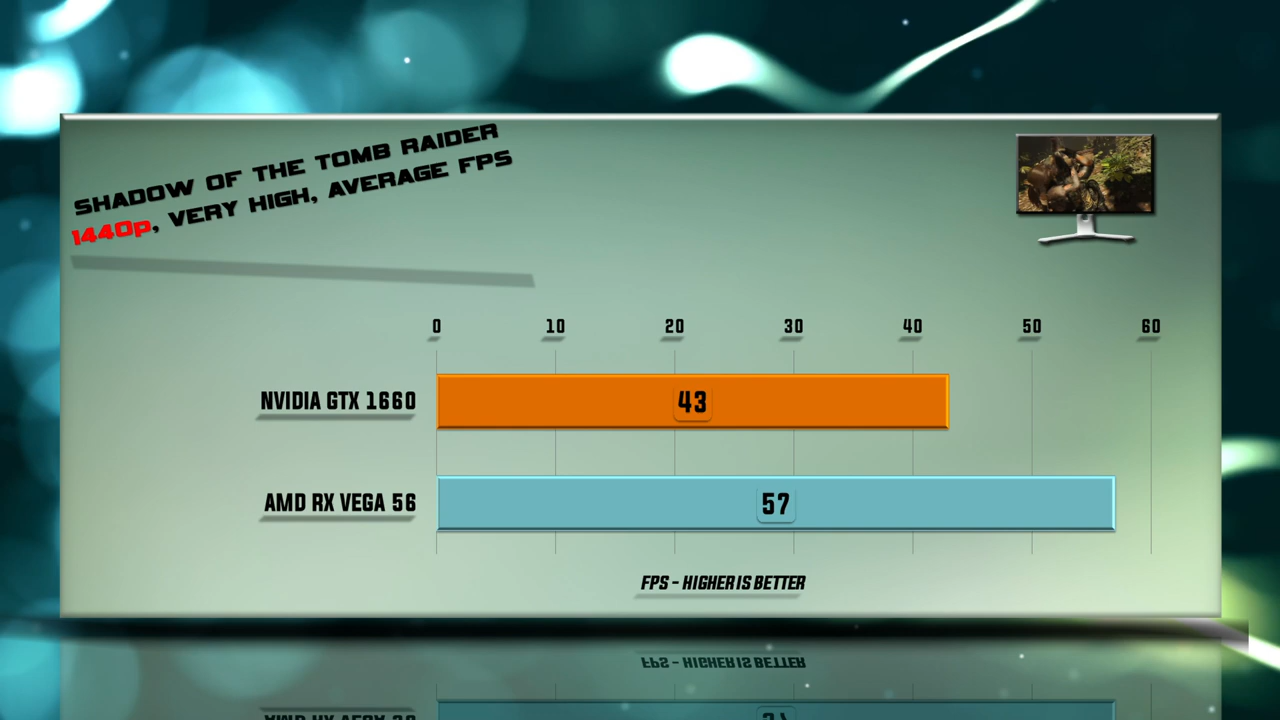 SHADOW OF THE TOMB RAIDER
1440p, VERY HIGH, AVERAGE FPS
0 10 20 30 40 50 60
NVIDIA GTX 1660 43
AMD RX VEGA 56 57
FPS - HIGHER IS BETTER